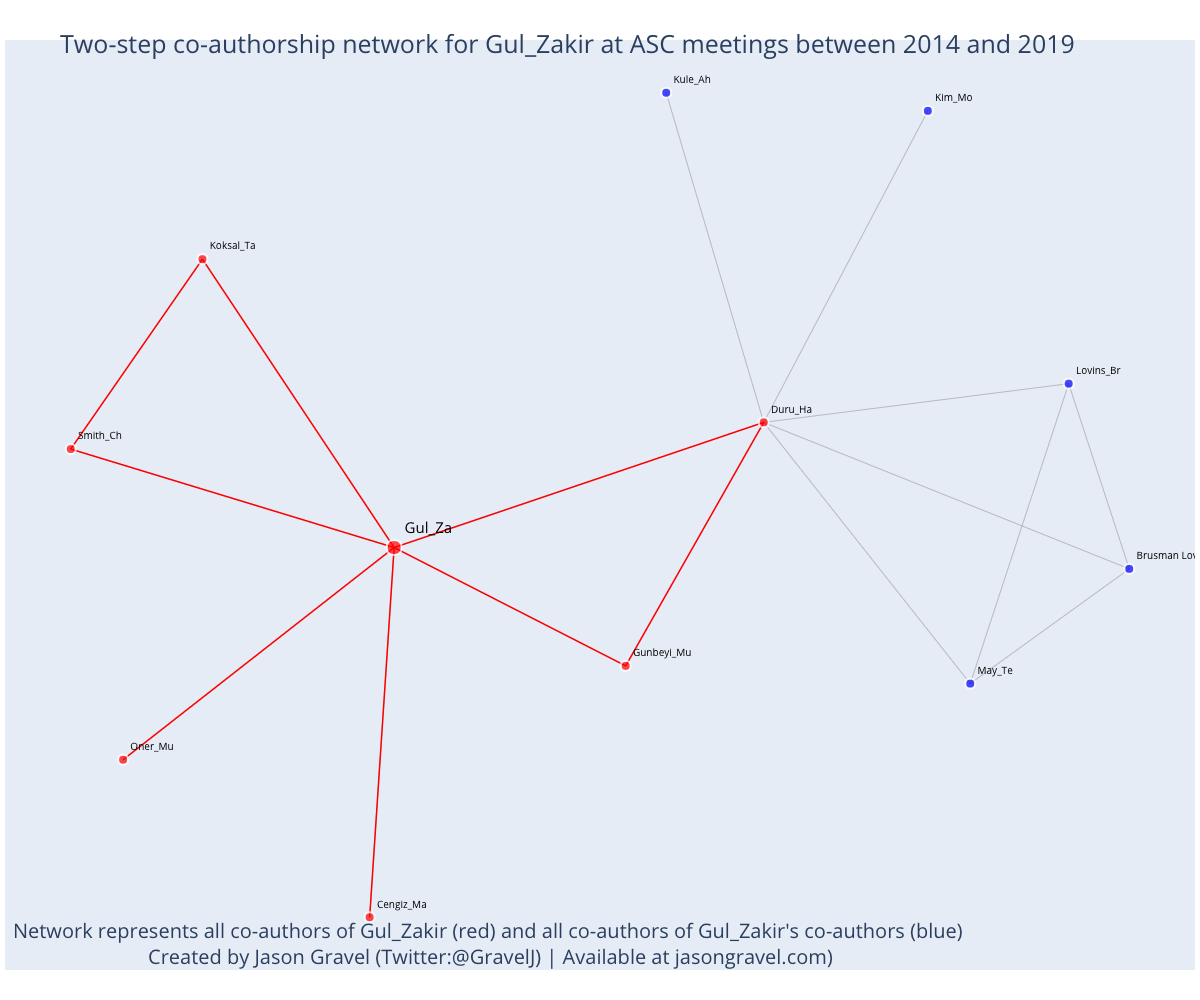 Two-step co-authorship network for Gul_Zakir at ASC meetings between 2014 and 2019
Kule_Ah
Kim_Mo
Koksal_Ta
Lovins_Br
Duru_Ha
Smith_Ch
Gul_Za
Brusman Lov
Gunbeyi_Mu
May_Te
Oner_Mu
Cengiz_Ma
Network represents all co-authors of Gul_Zakir (red) and all co-authors of Gul_Zakir's co-authors (blue)
Created by Jason Gravel (Twitter:@GravelJ) | Available at jasongravel.com)